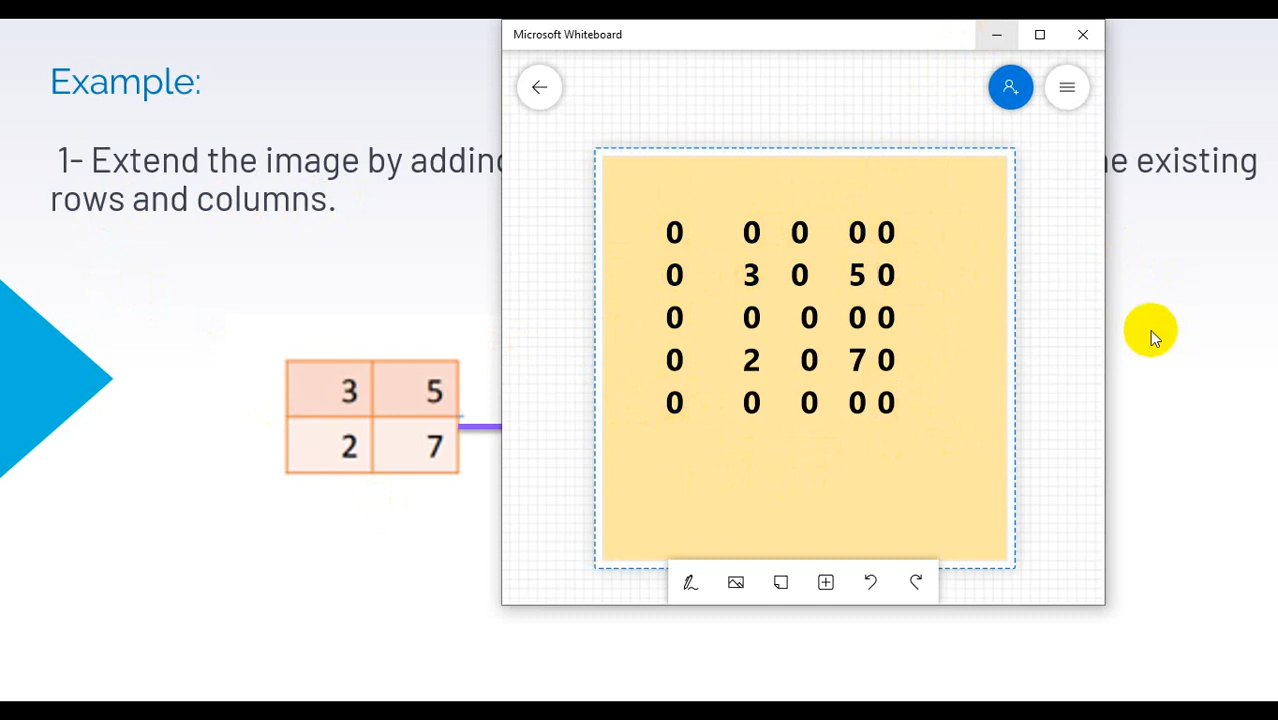 Microsoft Whiteboard
Example:
1- Extend the image by adding e existing
rows and columns.
0 0 0 0 0
0 3 0 5 0
0 0 0 0 0
0 2 0 7 0
0 0 0 0 0
3 5
2 7